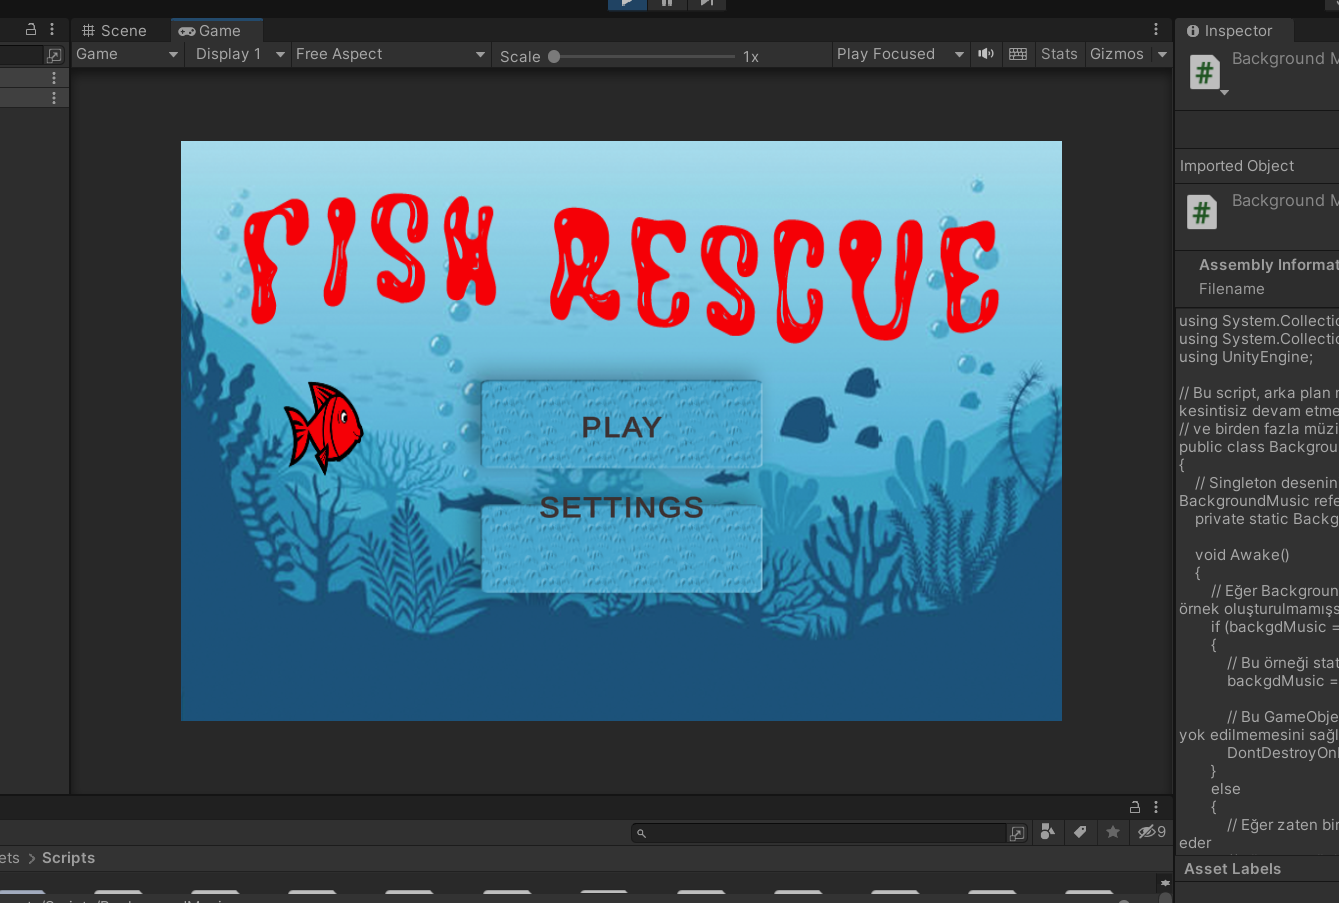 Scene
Game
Inspector
Game
Display 1
Free Aspect
Scale
1x
Play Focused
Stats
Gizmos
Background M
Imported Object
Background M
Assembly Informat
Filename
FISH RESCUE
PLAY
SETTINGS
using System.Collectio
using System.Collectio
using UnityEngine;
// Bu script, arka plan m
kesintisiz devam etme
// ve birden fazla müzi
public class Backgrou
{
// Singleton desenin
BackgroundMusic refe
private static Backg
void Awake()
{
// Eğer Backgroun
örnek oluşturulmamışs
if (backgdMusic =
{
// Bu örneği stat
backgdMusic =
// Bu GameObje
yok edilmemesini sağl
DontDestroyOnl
}
else
{
// Eğer zaten bir
eder
Asset Labels
9
ets > Scripts